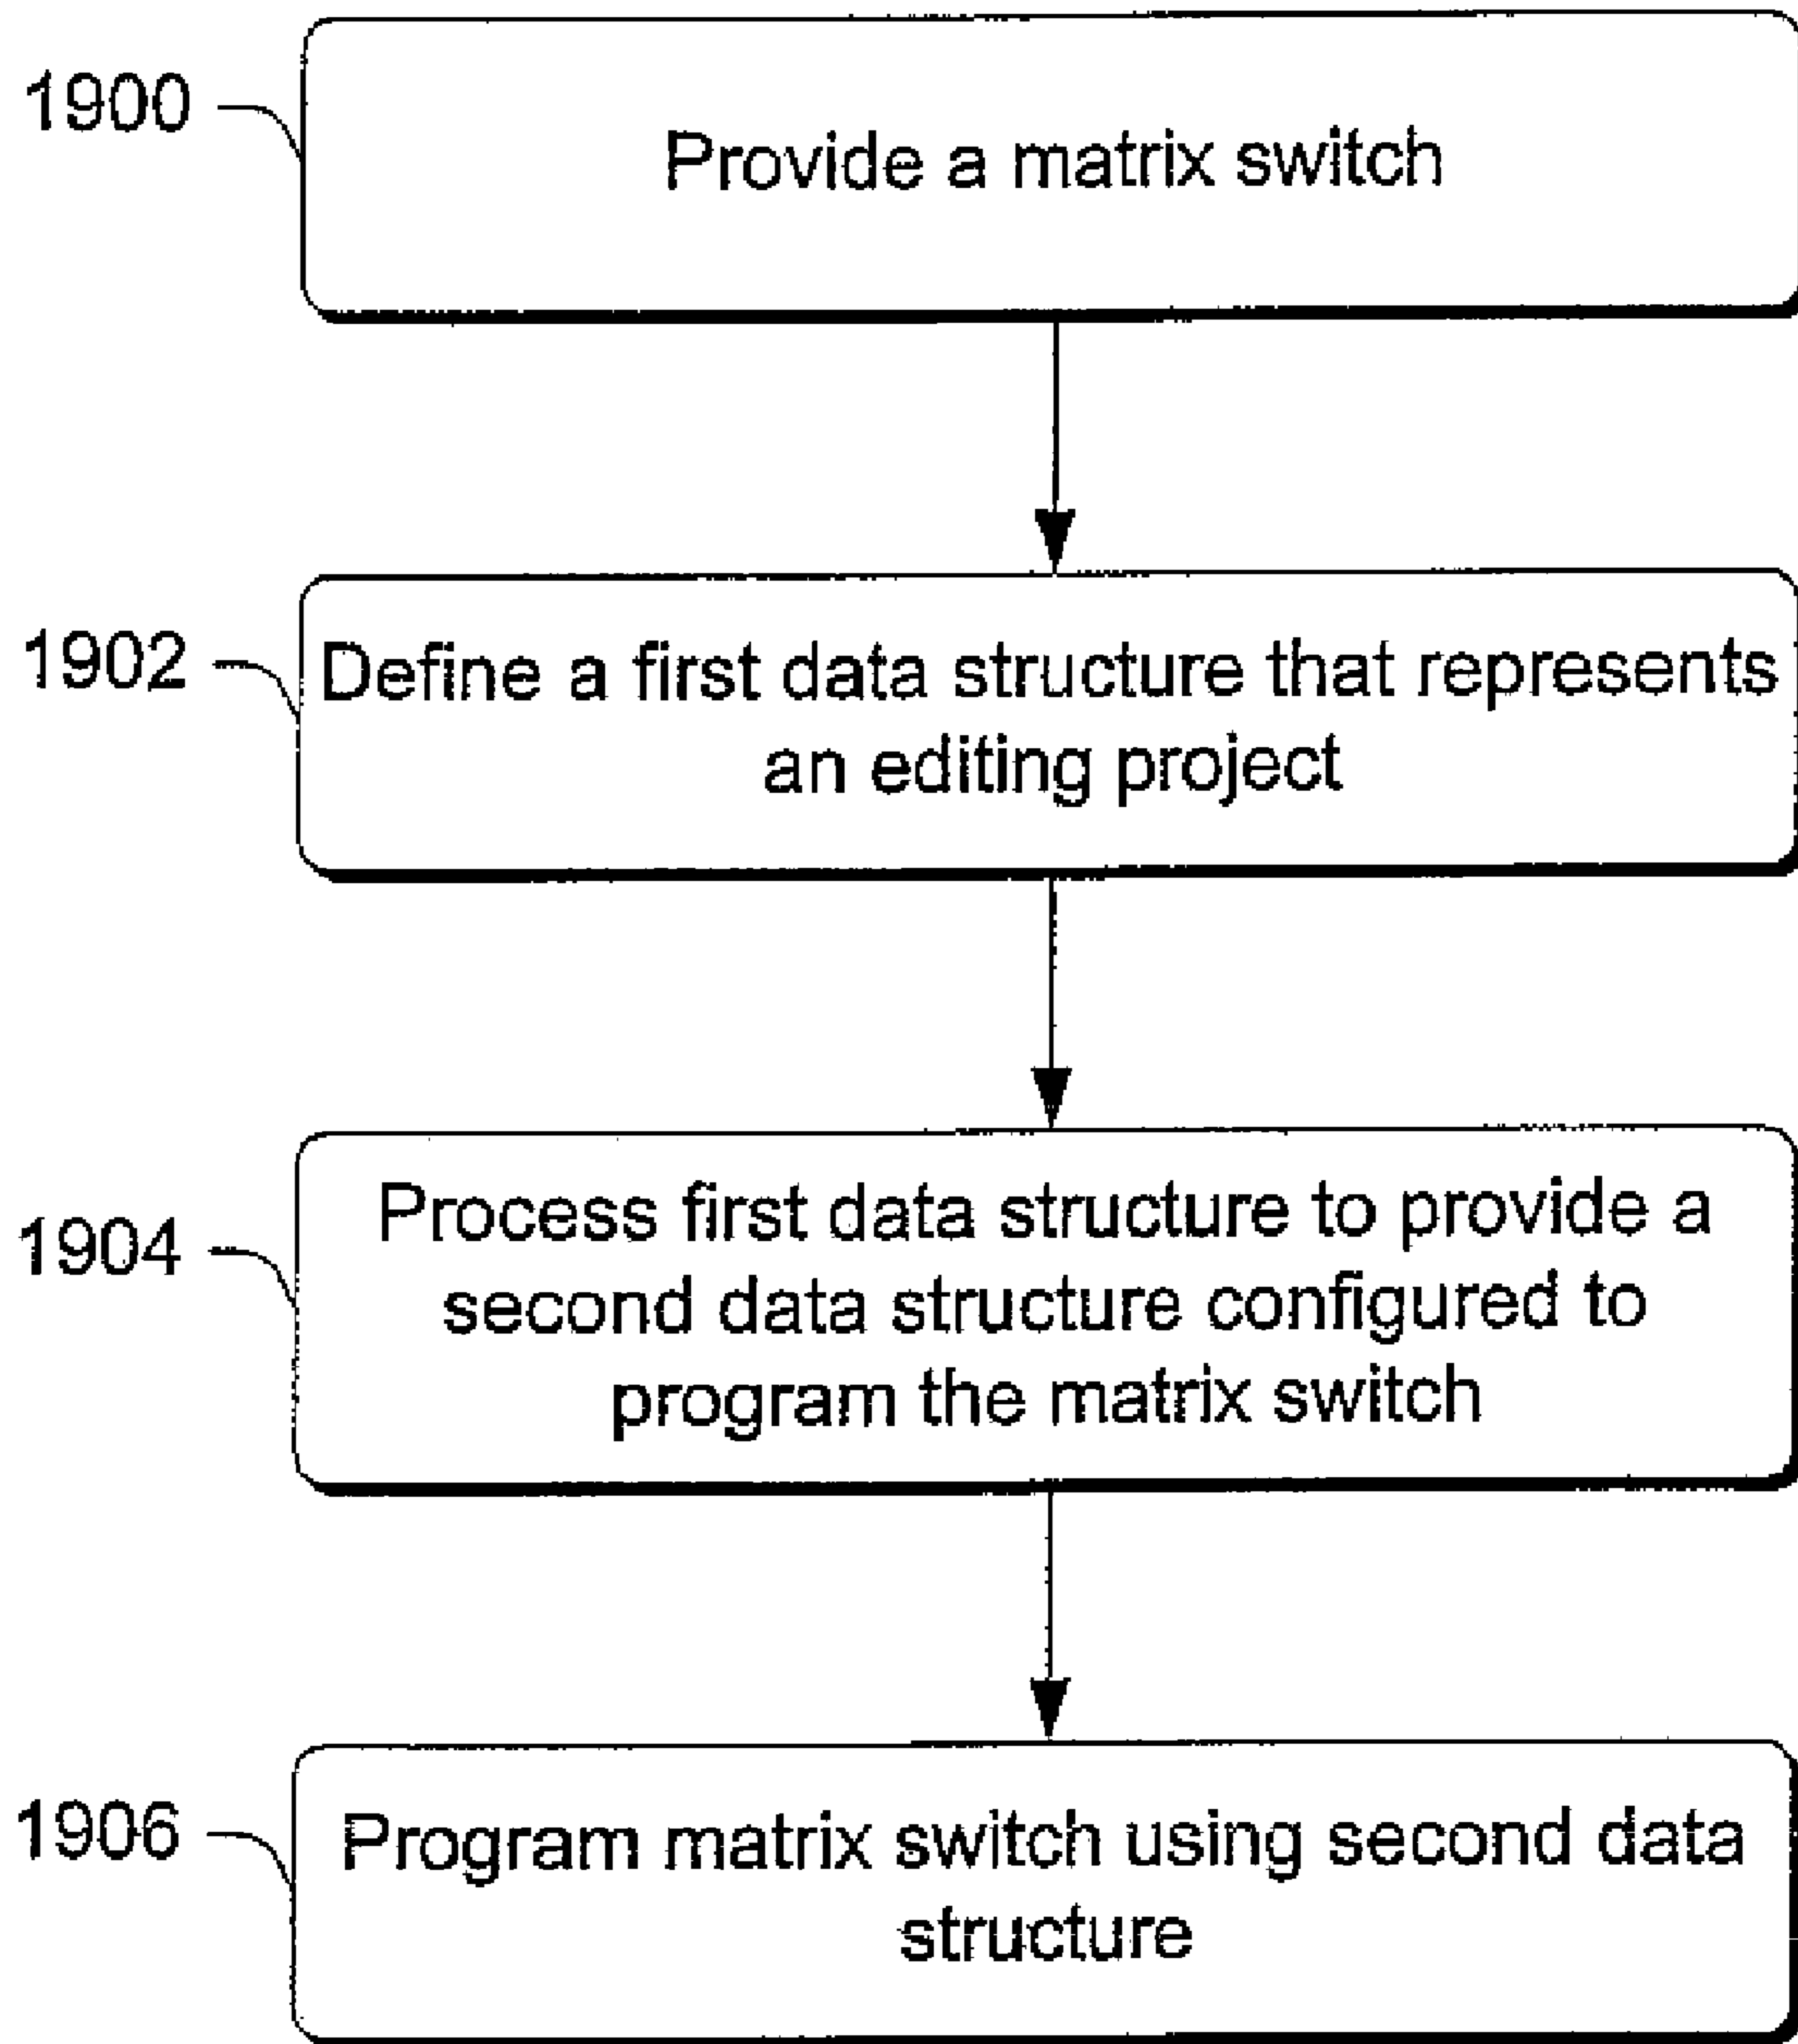 1900
Provide a matrix switch
1902
Define a first data structure that represents
an editing project
1904
Process first data structure to provide a
second data structure configured to
program the matrix switch
1906
Program matrix switch using second data
structure